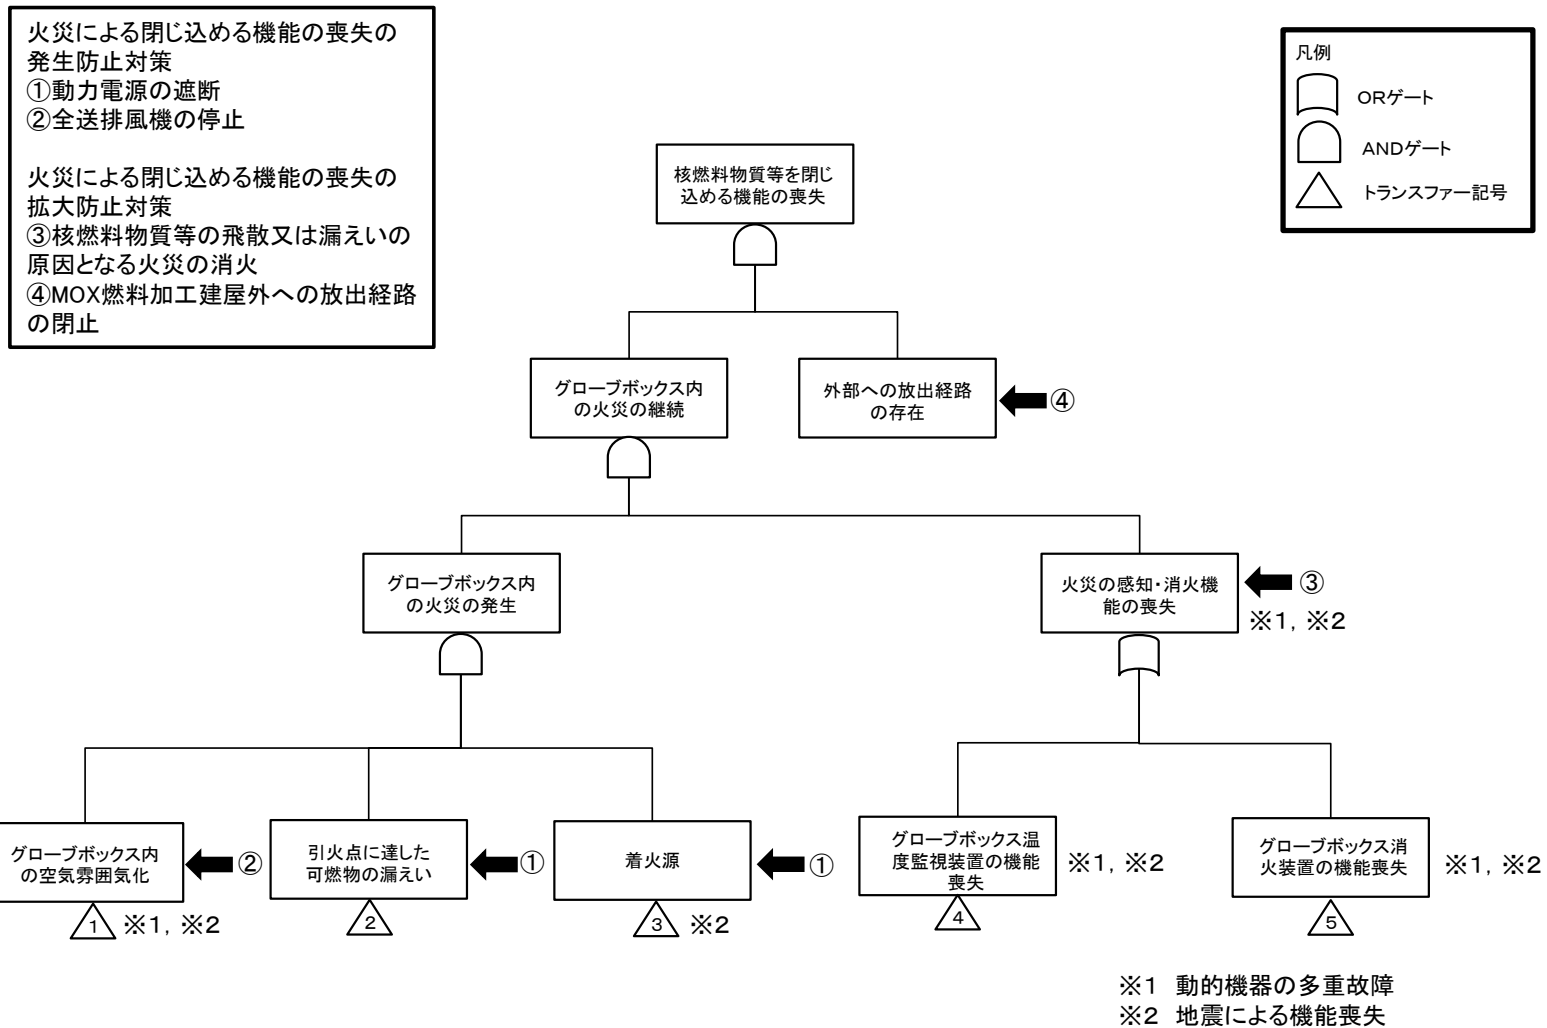 火災による閉じ込める機能の喪失の
発生防止対策
①動力電源の遮断
②全送排風機の停止
火災による閉じ込める機能の喪失の
拡大防止対策
③核燃料物質等の飛散又は漏えいの
原因となる火災の消火
④MOX燃料加工建屋外への放出経路
の閉止
凡例
ORゲート
ANDゲート
トランスファー記号
核燃料物質等を閉じ
込める機能の喪失
グローブボックス内
の火災の継続
外部への放出経路
の存在
④
グローブボックス内
の火災の発生
火災の感知・消火機
能の喪失
③
※1, ※2
グローブボックス内
の空気雰囲気化
②
1
※1, ※2
引火点に達した
可燃物の漏えい
①
2
着火源
①
3
※2
グローブボックス温
度監視装置の機能
喪失
※1, ※2
4
グローブボックス消
火装置の機能喪失
※1, ※2
5
※1 動的機器の多重故障
※2 地震による機能喪失